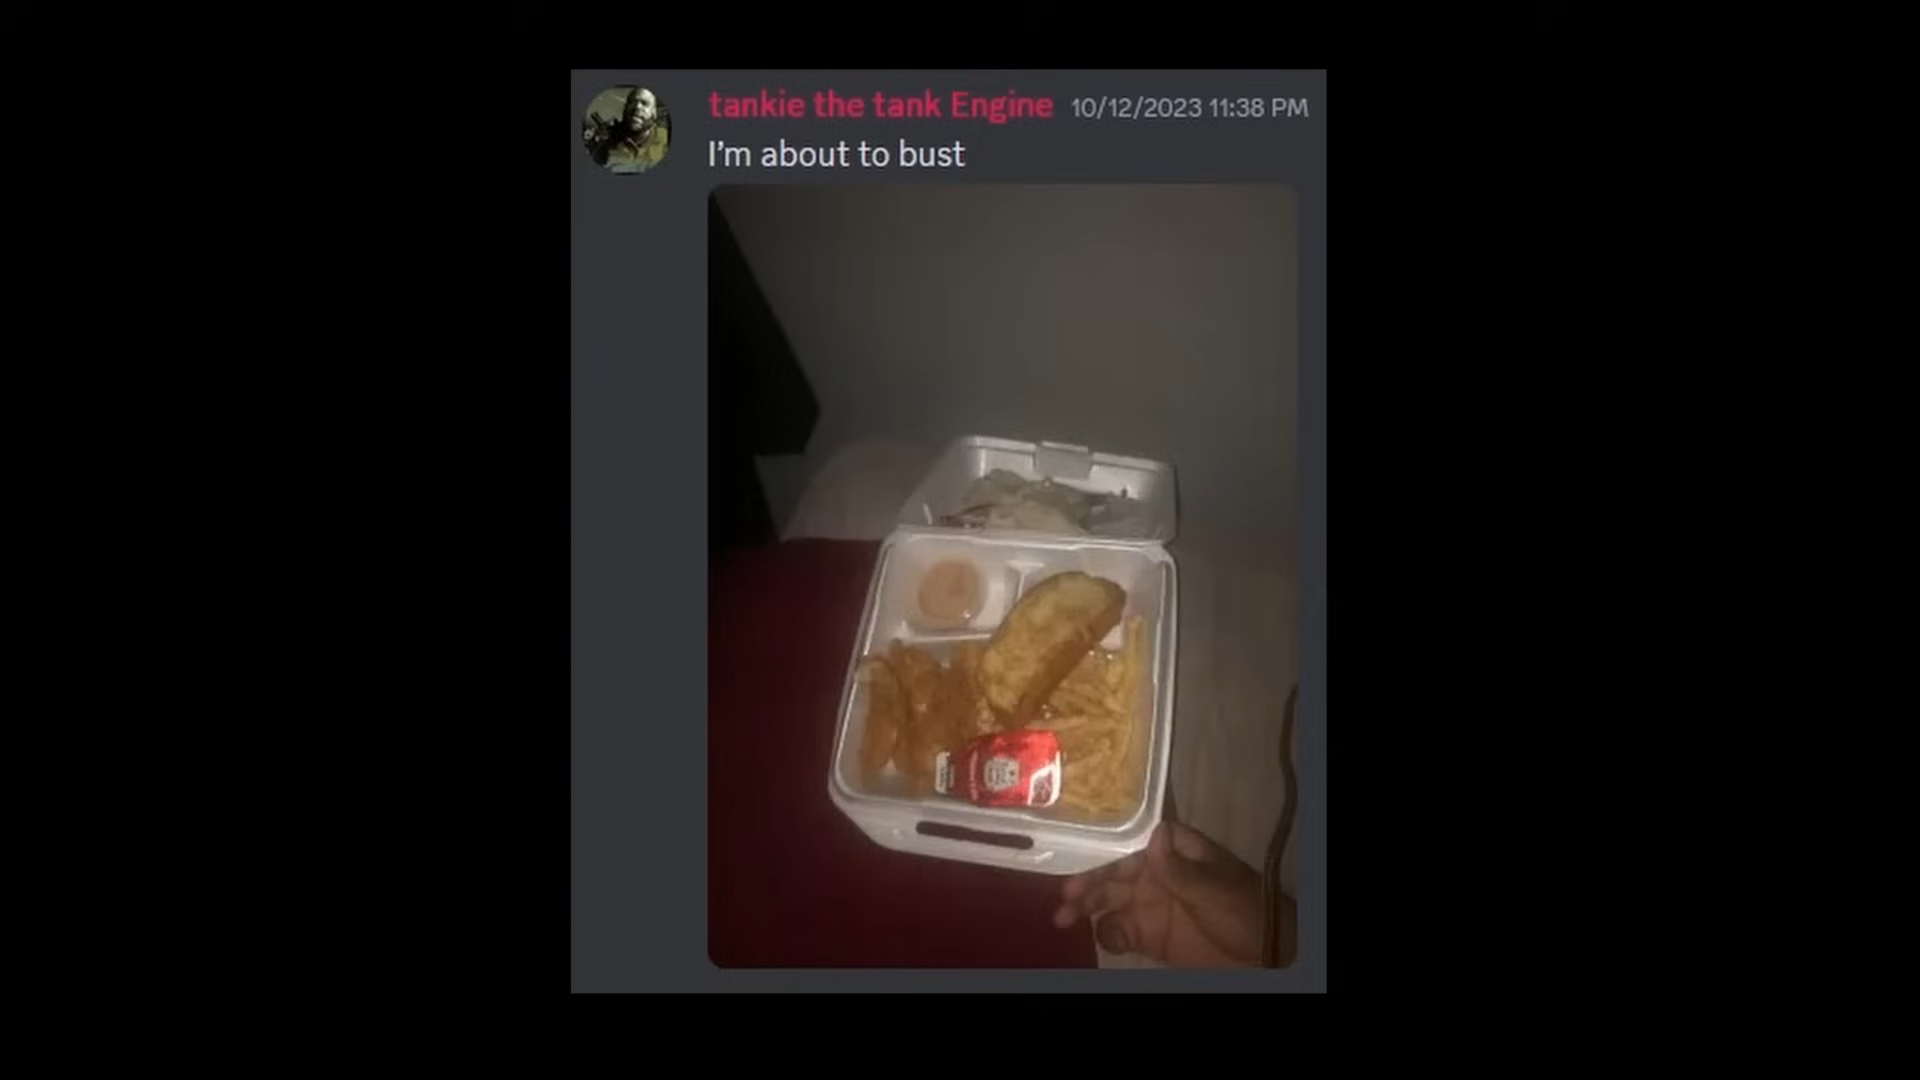 tankie the tank Engine 10/12/2023 11:38 PM
I'm about to bust